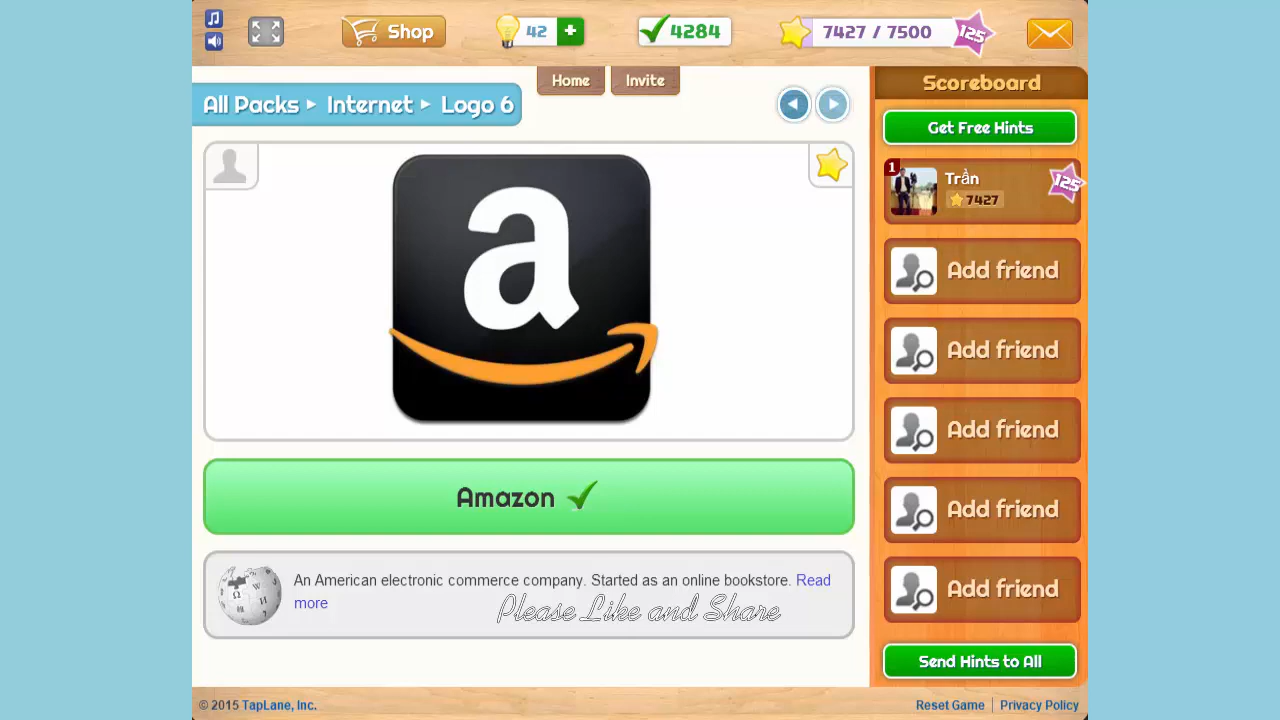 Shop
42
4284
7427 / 7500
125
Home
Invite
All Packs ▸ Internet ▸ Logo 6
a
Amazon
An American electronic commerce company. Started as an online bookstore. Read
more
Please Like and Share
Scoreboard
Get Free Hints
1
Trần
7427
125
Add friend
Add friend
Add friend
Add friend
Add friend
Send Hints to All
© 2015 TapLane, Inc.
Reset Game | Privacy Policy